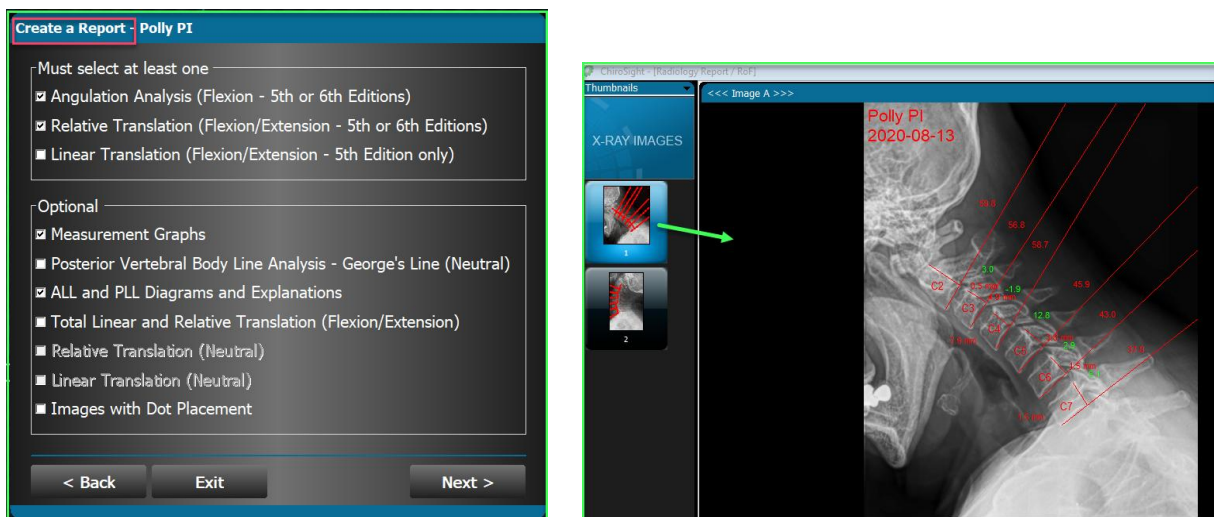 Create a Report - Polly PI
Must select at least one
Angulation Analysis (Flexion - 5th or 6th Editions)
Relative Translation (Flexion/Extension - 5th or 6th Editions)
Linear Translation (Flexion/Extension - 5th Edition only)
Optional
Measurement Graphs
Posterior Vertebral Body Line Analysis - George's Line (Neutral)
ALL and PLL Diagrams and Explanations
Total Linear and Relative Translation (Flexion/Extension)
Relative Translation (Neutral)
Linear Translation (Neutral)
Images with Dot Placement
< Back Exit Next >
ChiroSight - [Radiology Report / RoF]
Thumbnails
<<< Image A >>>
X-RAY IMAGES
1
2
Polly PI
2020-08-13
56.8
58.7
45.9
43.0
3.0
-1.9
12.8
C2
C3
C6
C7